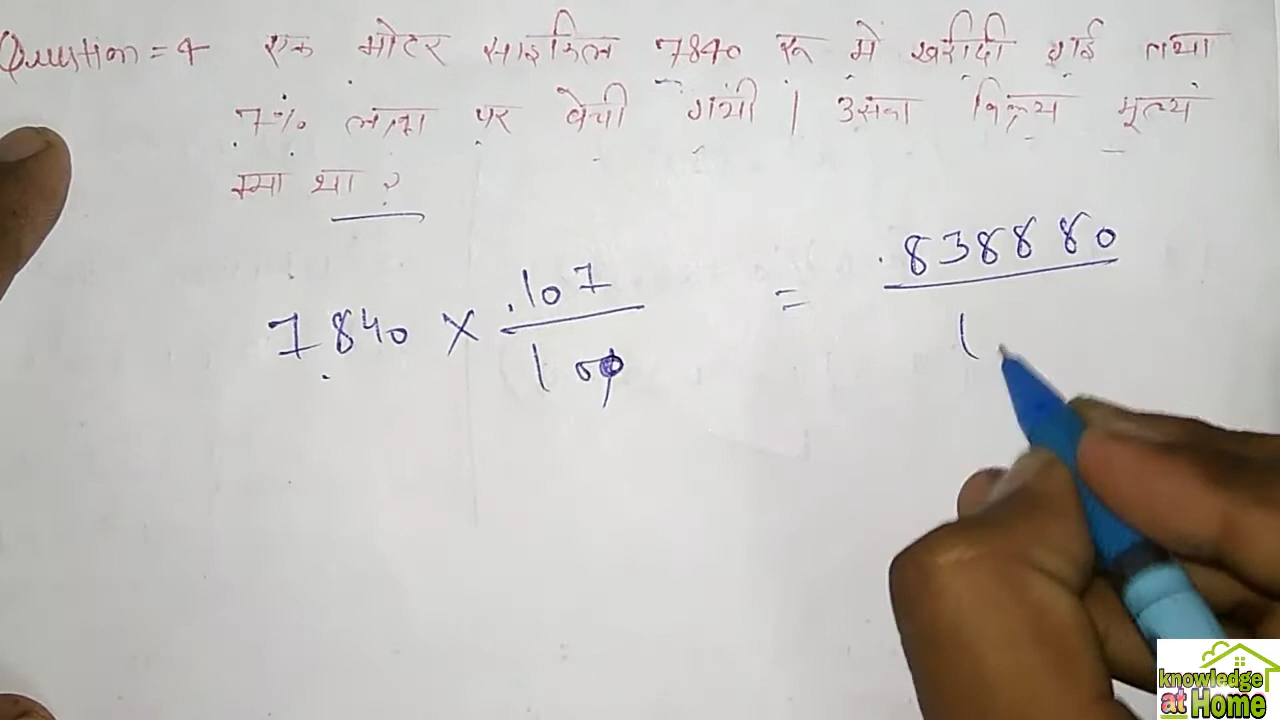 Question = 4 एक मोटर साइकिल 7840 रू में खरीदी गई तथा
7% लाभ पर बेची गयी | उसका विक्रय मूल्य
क्या था ?
7840 × .107 / 100 = .838880 / 1
knowledge
at Home